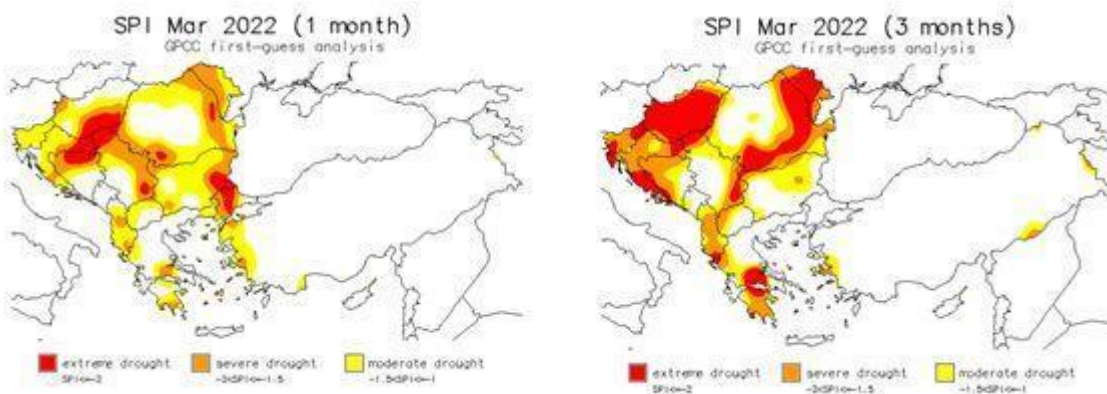 SPI Mar 2022 (1 month)
GPCC first-guess analysis
extreme drought
SPI<=-2
severe drought
-2<SPI<=-1.5
moderate drought
-1.5<SPI<=-1
SPI Mar 2022 (3 months)
GPCC first-guess analysis
extreme drought
SPI<=-2
severe drought
-2<SPI<=-1.5
moderate drought
-1.5<SPI<=-1